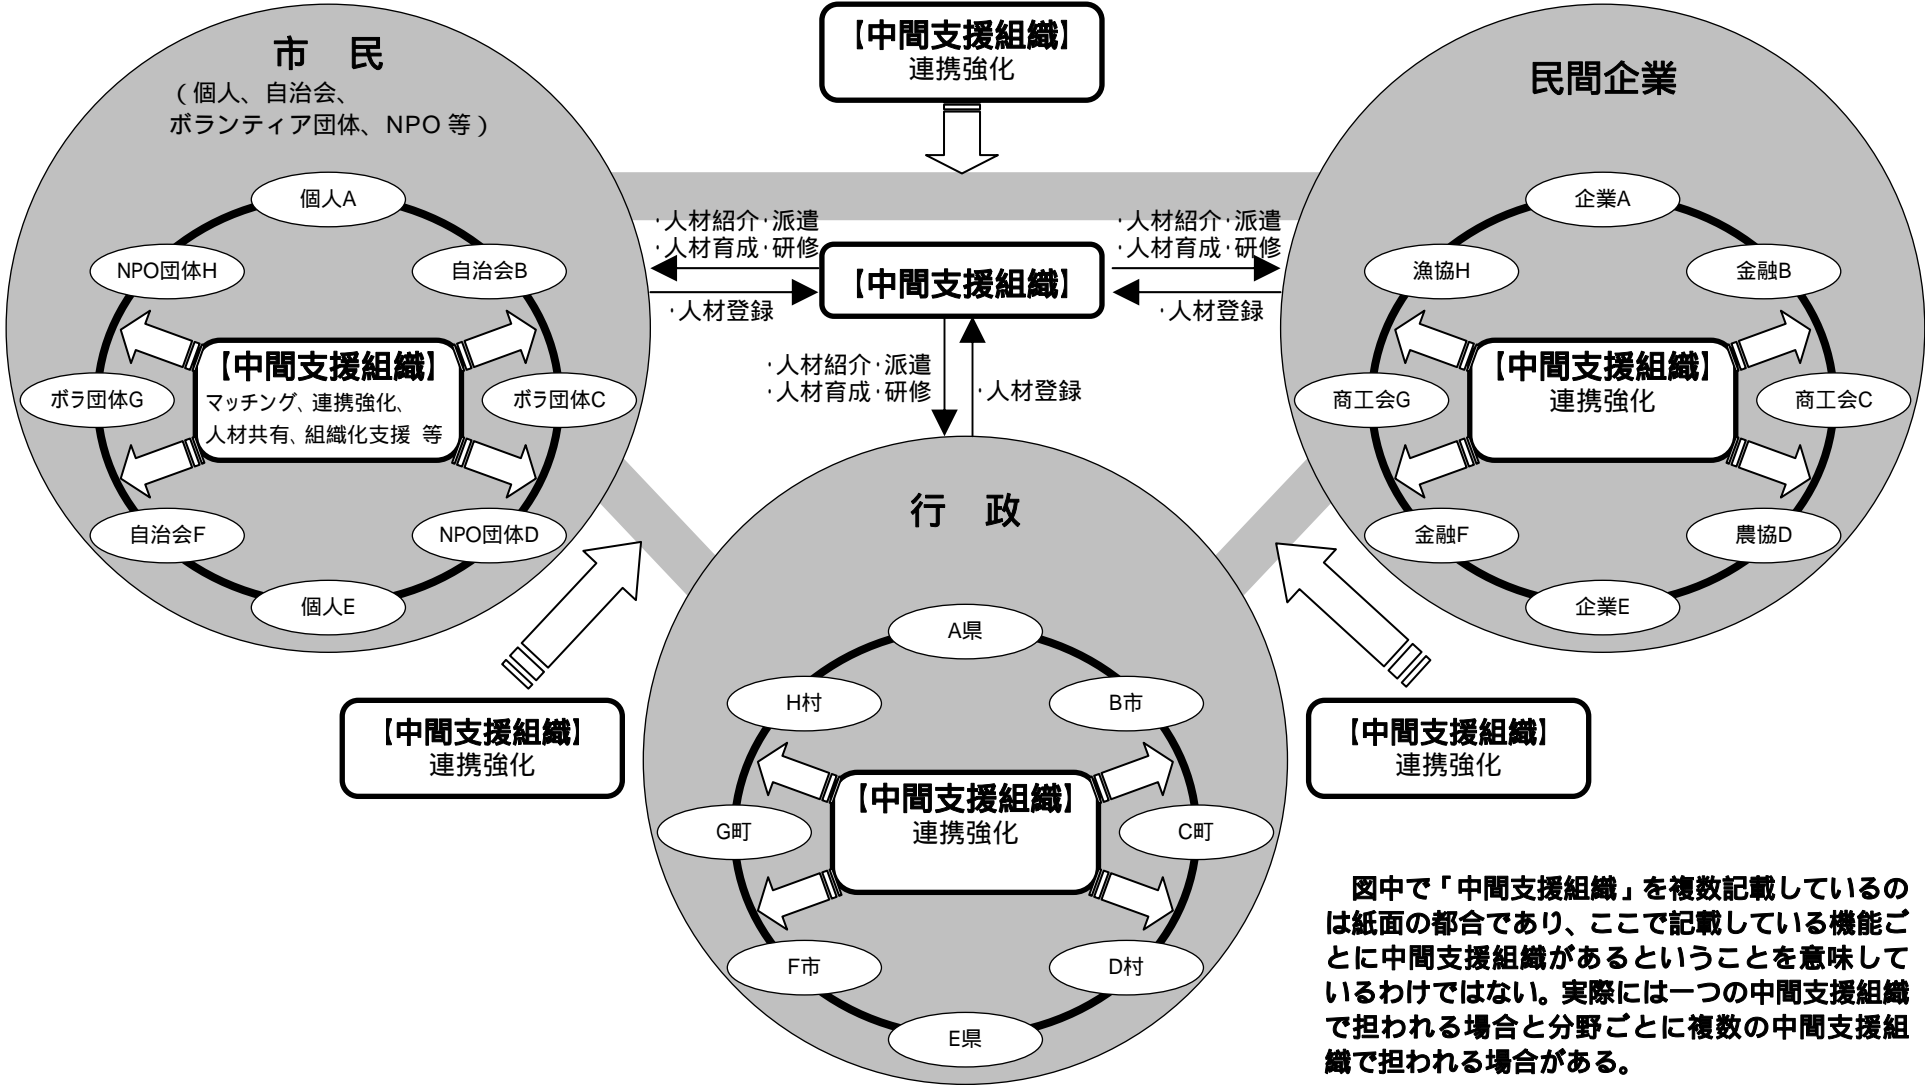 【中間支援組織】
連携強化
市　民
（個人、自治会、
ボランティア団体、NPO 等）
個人A
NPO団体H
自治会B
【中間支援組織】
マッチング、連携強化、
人材共有、組織化支援 等
ボラ団体G
ボラ団体C
自治会F
NPO団体D
個人E
・人材紹介・派遣
・人材育成・研修
・人材登録
【中間支援組織】
・人材紹介・派遣
・人材育成・研修
・人材登録
・人材紹介・派遣
・人材育成・研修
・人材登録
民間企業
企業A
漁協H
金融B
【中間支援組織】
連携強化
商工会G
商工会C
金融F
農協D
企業E
行　政
A県
H村
B市
【中間支援組織】
連携強化
G町
C町
F市
D村
E県
【中間支援組織】
連携強化
【中間支援組織】
連携強化
図中で「中間支援組織」を複数記載しているの
は紙面の都合であり、ここで記載している機能ご
とに中間支援組織があるということを意味して
いるわけではない。実際には一つの中間支援組織
で担われる場合と分野ごとに複数の中間支援組
織で担われる場合がある。